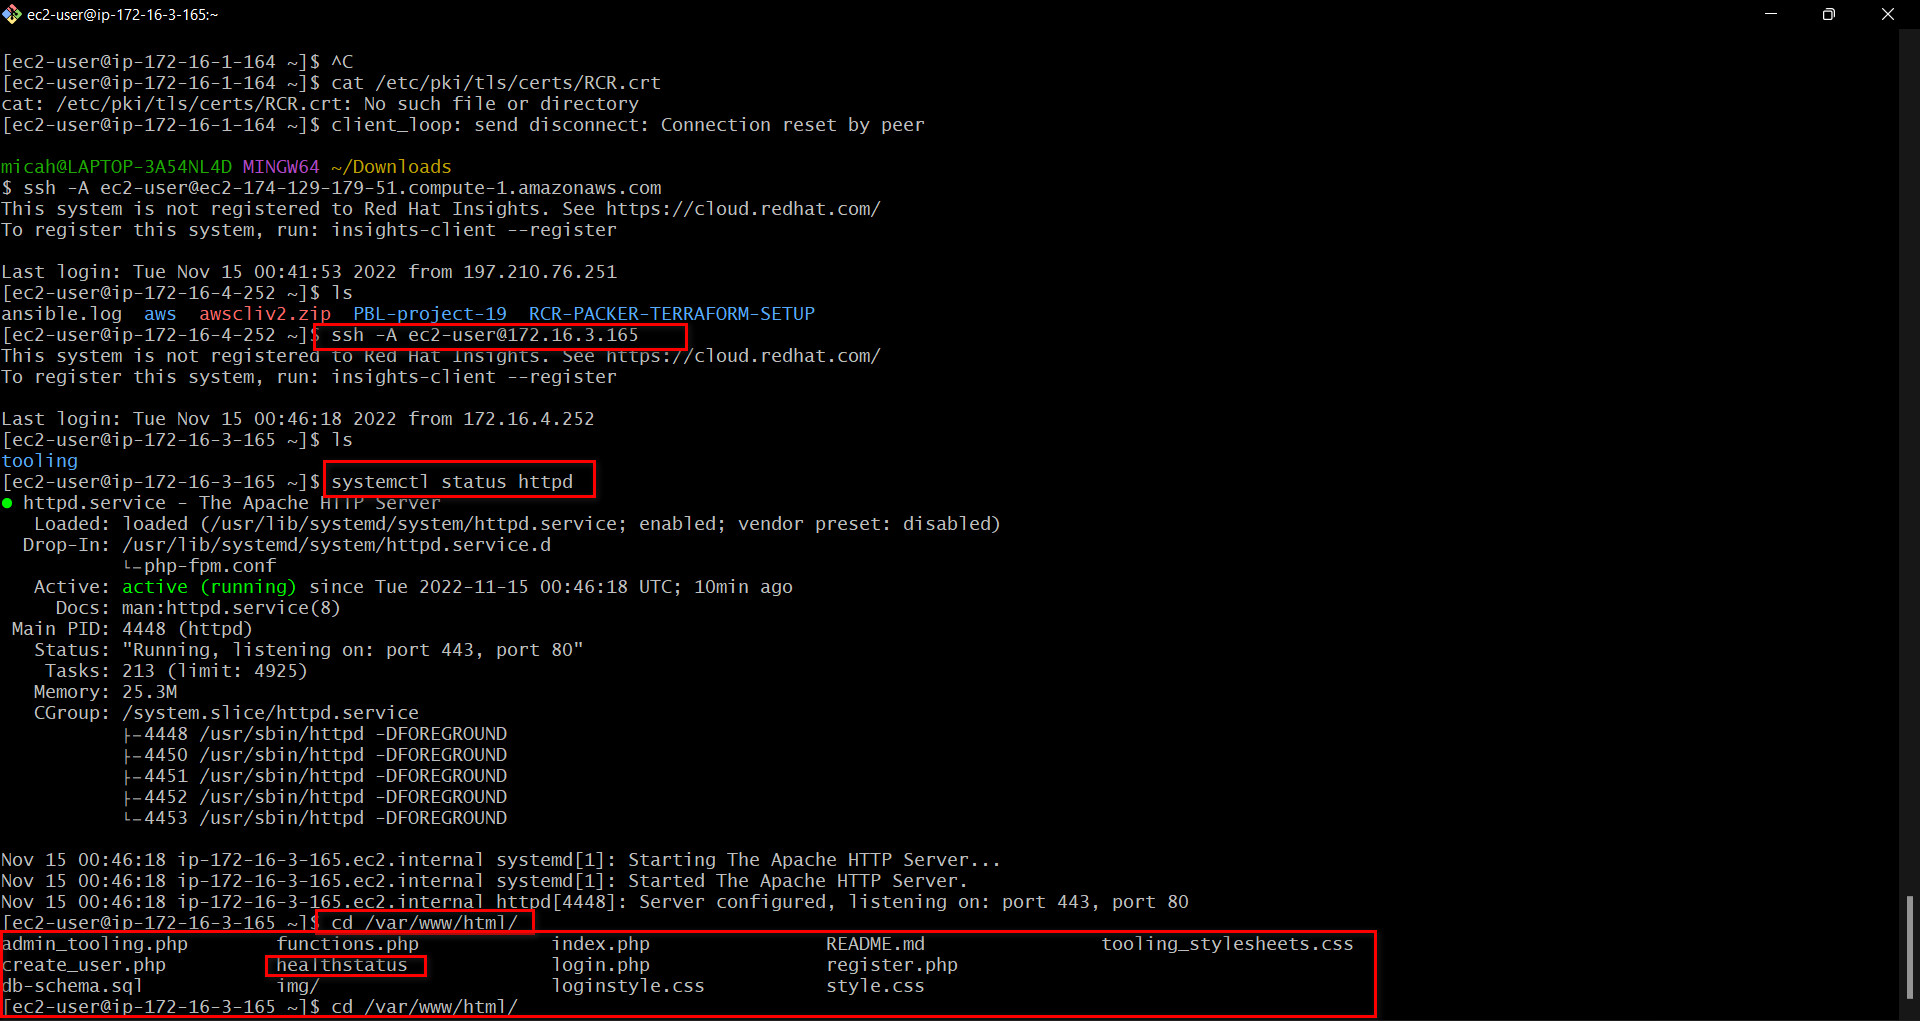 ec2-user@ip-172-16-3-165:~
[ec2-user@ip-172-16-1-164 ~]$ ^C
[ec2-user@ip-172-16-1-164 ~]$ cat /etc/pki/tls/certs/RCR.crt
cat: /etc/pki/tls/certs/RCR.crt: No such file or directory
[ec2-user@ip-172-16-1-164 ~]$ client_loop: send disconnect: Connection reset by peer
micah@LAPTOP-3A54NL4D MINGW64 ~/Downloads
$ ssh -A ec2-user@ec2-174-129-179-51.compute-1.amazonaws.com
This system is not registered to Red Hat Insights. See https://cloud.redhat.com/
To register this system, run: insights-client --register
Last login: Tue Nov 15 00:41:53 2022 from 197.210.76.251
[ec2-user@ip-172-16-4-252 ~]$ ls
ansible.log  aws  awscliv2.zip  PBL-project-19  RCR-PACKER-TERRAFORM-SETUP
[ec2-user@ip-172-16-4-252 ~]$ ssh -A ec2-user@172.16.3.165
This system is not registered to Red Hat Insights. See https://cloud.redhat.com/
To register this system, run: insights-client --register
Last login: Tue Nov 15 00:46:18 2022 from 172.16.4.252
[ec2-user@ip-172-16-3-165 ~]$ ls
tooling
[ec2-user@ip-172-16-3-165 ~]$ systemctl status httpd
● httpd.service - The Apache HTTP Server
Loaded: loaded (/usr/lib/systemd/system/httpd.service; enabled; vendor preset: disabled)
Drop-In: /usr/lib/systemd/system/httpd.service.d
└─php-fpm.conf
Active: active (running) since Tue 2022-11-15 00:46:18 UTC; 10min ago
Docs: man:httpd.service(8)
Main PID: 4448 (httpd)
Status: "Running, listening on: port 443, port 80"
Tasks: 213 (limit: 4925)
Memory: 25.3M
CGroup: /system.slice/httpd.service
├─4448 /usr/sbin/httpd -DFOREGROUND
├─4450 /usr/sbin/httpd -DFOREGROUND
├─4451 /usr/sbin/httpd -DFOREGROUND
├─4452 /usr/sbin/httpd -DFOREGROUND
└─4453 /usr/sbin/httpd -DFOREGROUND
Nov 15 00:46:18 ip-172-16-3-165.ec2.internal systemd[1]: Starting The Apache HTTP Server...
Nov 15 00:46:18 ip-172-16-3-165.ec2.internal systemd[1]: Started The Apache HTTP Server.
Nov 15 00:46:18 ip-172-16-3-165.ec2.internal httpd[4448]: Server configured, listening on: port 443, port 80
[ec2-user@ip-172-16-3-165 ~]$ cd /var/www/html/
admin_tooling.php  functions.php  index.php  README.md  tooling_stylesheets.css
create_user.php  healthstatus  login.php  register.php
db-schema.sql  img/  loginstyle.css  style.css
[ec2-user@ip-172-16-3-165 ~]$ cd /var/www/html/